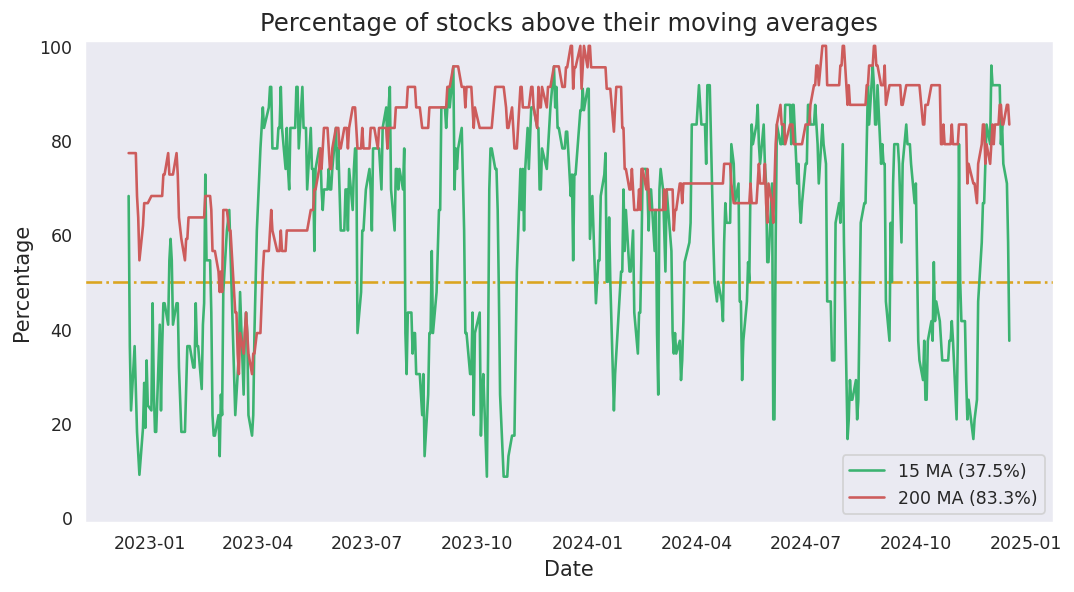 Percentage of stocks above their moving averages
Percentage
100
80
60
40
20
0
15 MA (37.5%)
200 MA (83.3%)
2023-01 2023-04 2023-07 2023-10 2024-01 2024-04 2024-07 2024-10 2025-01
Date